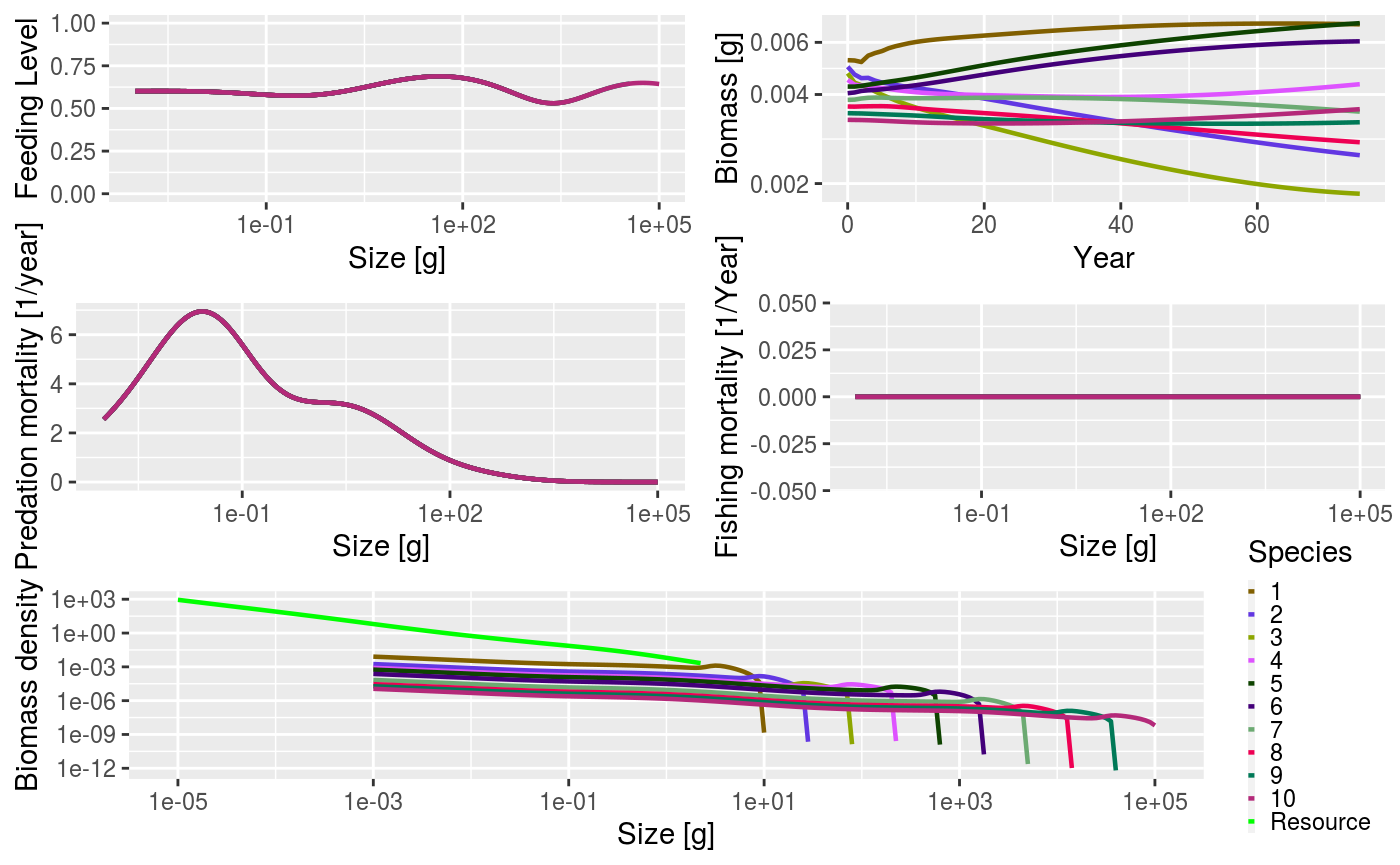 Feeding Level
1.00
0.75
0.50
0.25
0.00
1e-01
1e+02
1e+05
Size [g]
Biomass [g]
0.006
0.004
0.002
0
20
40
60
Year
Predation mortality [1/year]
6
4
2
0
1e-01
1e+02
1e+05
Size [g]
Fishing mortality [1/Year]
0.050
0.025
0.000
-0.025
-0.050
1e-01
1e+02
1e+05
Size [g]
Biomass density
1e+03
1e+00
1e-03
1e-06
1e-09
1e-12
1e-05
1e-03
1e-01
1e+01
1e+03
1e+05
Size [g]
Species
1
2
3
4
5
6
7
8
9
10
Resource